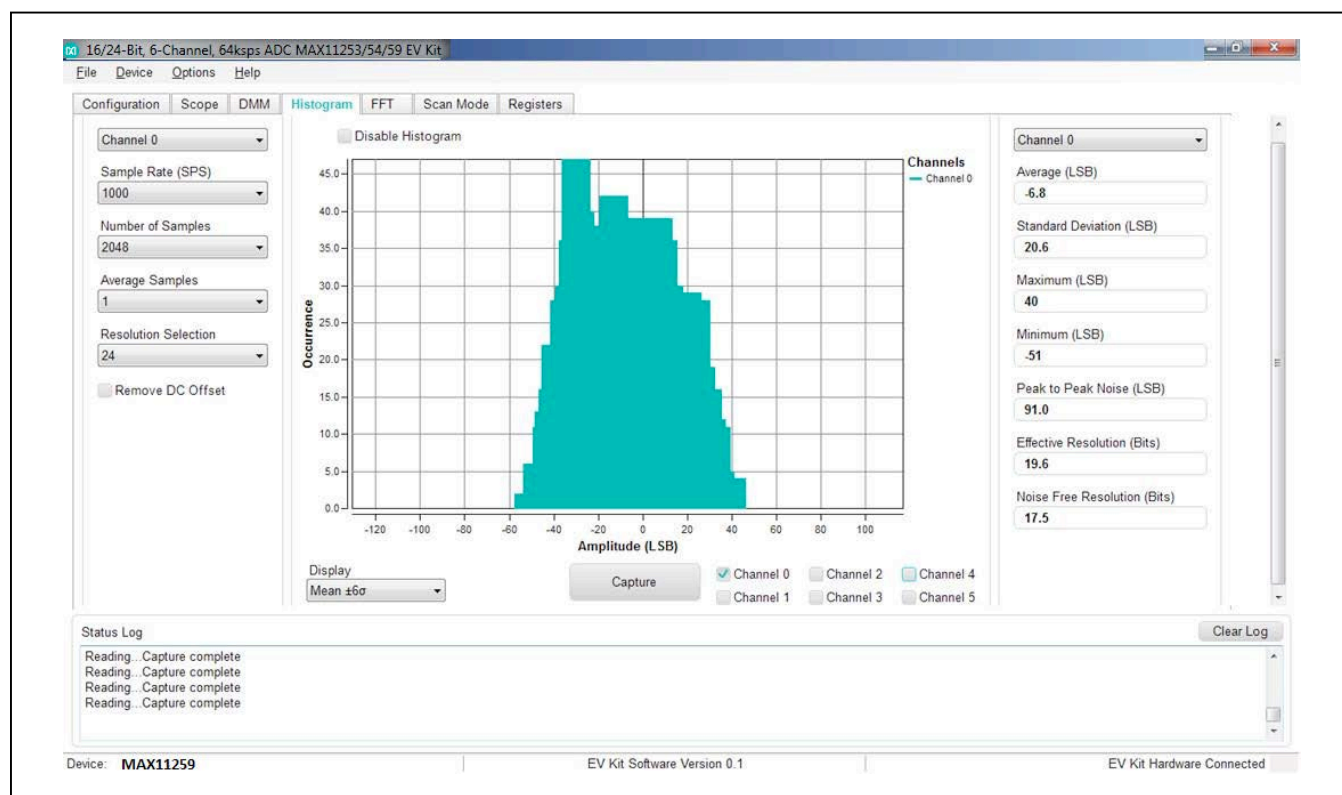 16/24-Bit, 6-Channel, 64ksps ADC MAX11253/54/59 EV Kit
File Device Options Help
Configuration Scope DMM Histogram FFT Scan Mode Registers
Channel 0
Sample Rate (SPS)
1000
Number of Samples
2048
Average Samples
1
Resolution Selection
24
Remove DC Offset
Disable Histogram
Channels
Channel 0
45.0
40.0
35.0
30.0
25.0
20.0
15.0
10.0
5.0
0.0
Occurrence
-120 -100 -80 -60 -40 -20 0 20 40 60 80 100
Amplitude (LSB)
Display
Mean ±6σ
Capture
Channel 0 Channel 2 Channel 4
Channel 1 Channel 3 Channel 5
Channel 0
Average (LSB)
-6.8
Standard Deviation (LSB)
20.6
Maximum (LSB)
40
Minimum (LSB)
-51
Peak to Peak Noise (LSB)
91.0
Effective Resolution (Bits)
19.6
Noise Free Resolution (Bits)
17.5
Status Log
Clear Log
Reading...Capture complete
Reading...Capture complete
Reading...Capture complete
Reading...Capture complete
Device: MAX11259
EV Kit Software Version 0.1
EV Kit Hardware Connected